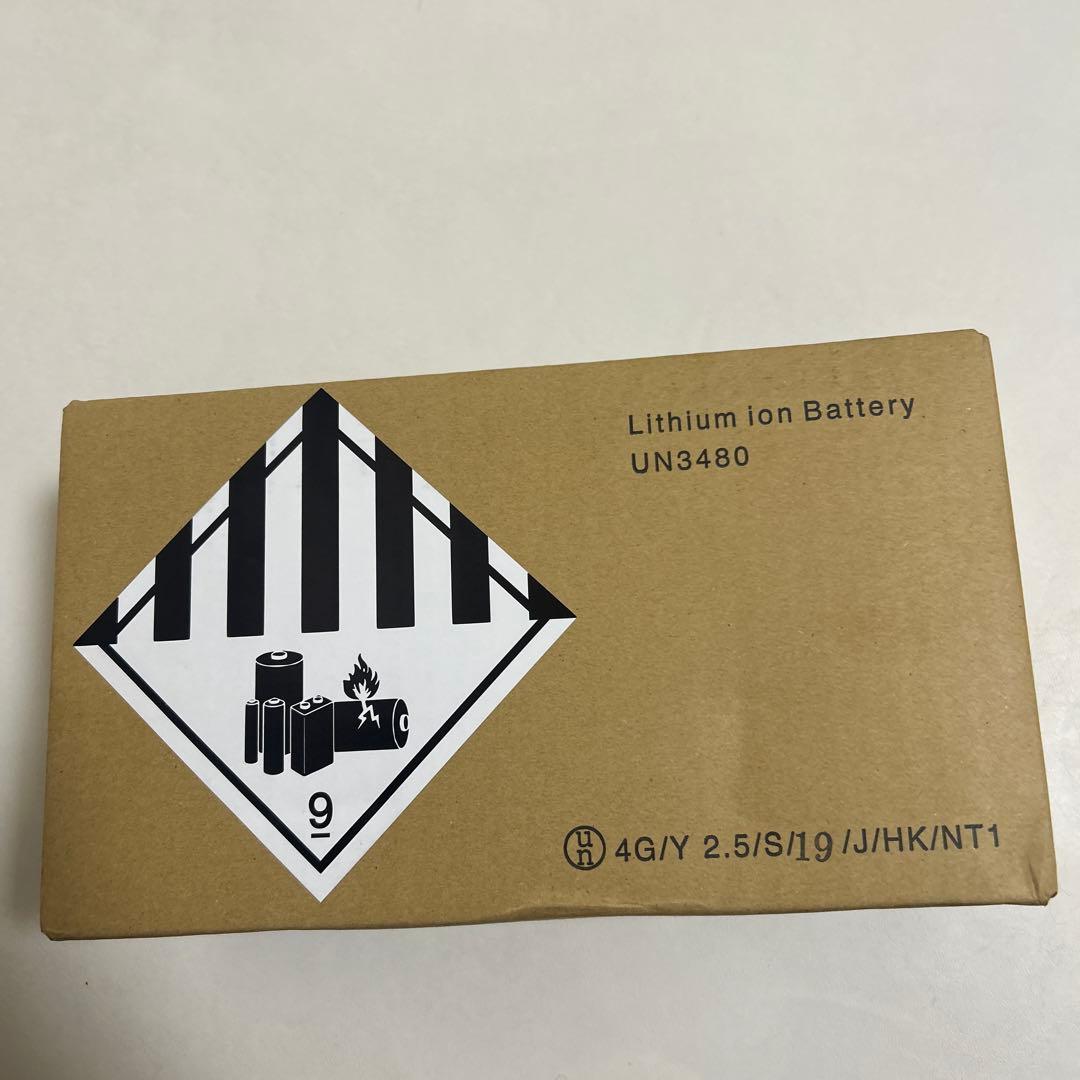 Lithium ion Battery
UN3480
9
un 4G/Y 2.5/S/19/J/HK/NT1